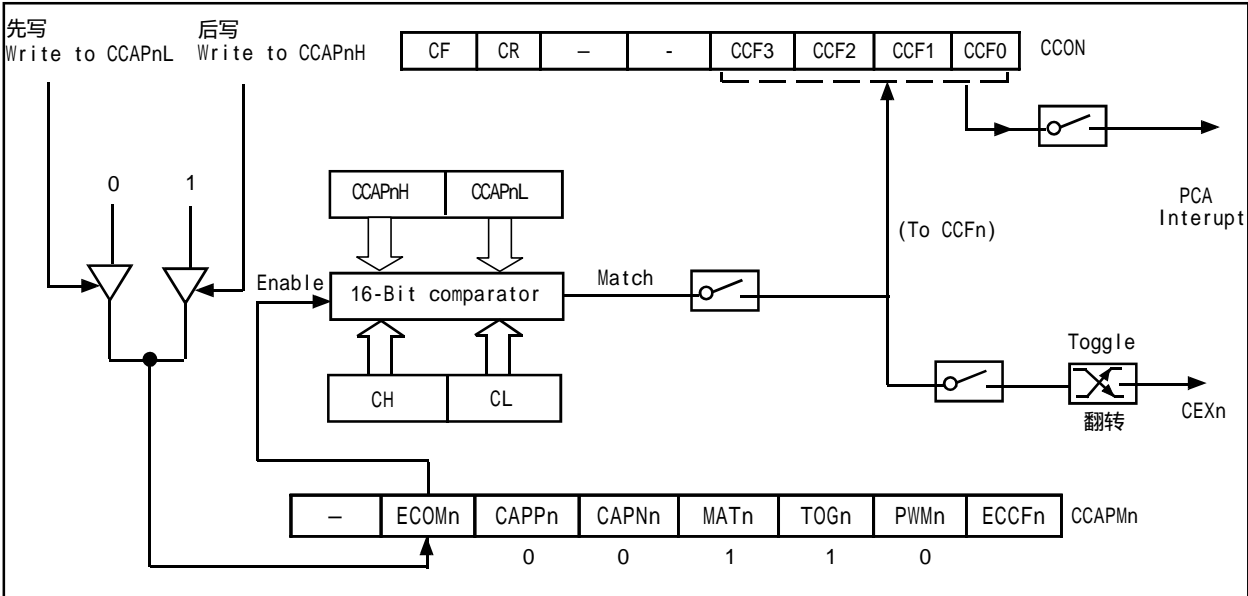 先写 后写
Write to CCAPnL Write to CCAPnH
CF CR – - CCF3 CCF2 CCF1 CCF0 CCON
0 1
CCAPnH CCAPnL
PCA
Interupt
(To CCFn)
Enable 16-Bit comparator Match
Toggle
CH CL
CEXn
翻转
– ECOMn CAPPn CAPNn MATn TOGn PWMn ECCFn CCAPMn
0 0 1 1 0